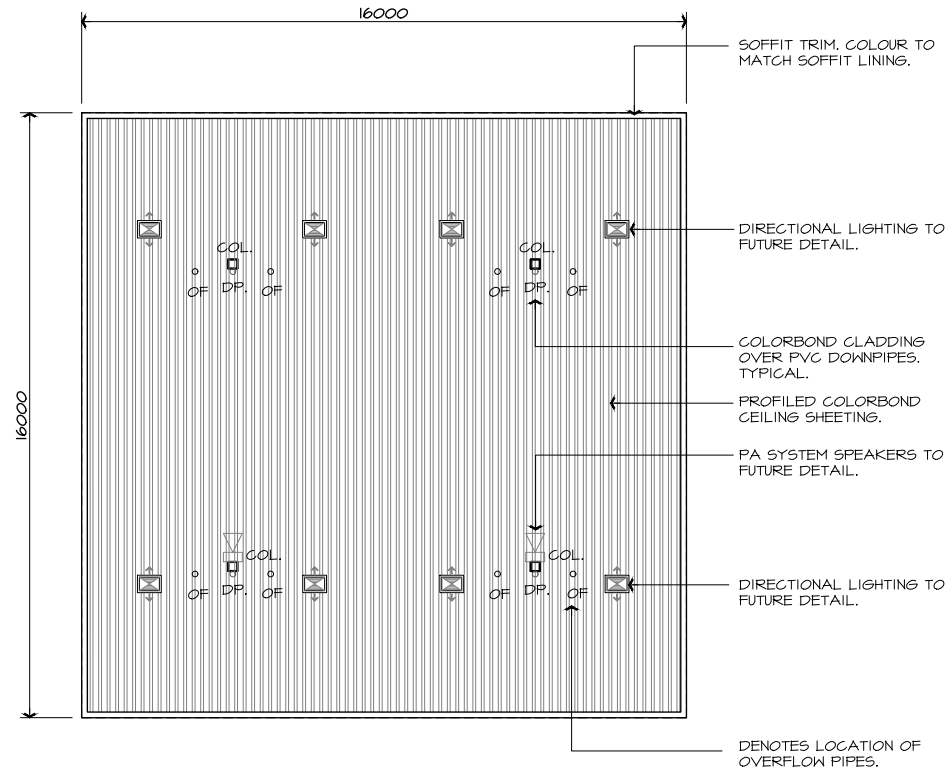 16000
SOFFIT TRIM. COLOUR TO
MATCH SOFFIT LINING.
DIRECTIONAL LIGHTING TO
FUTURE DETAIL.
COL.
COL.
OF
DP.
OF
OF
DP.
OF
COLORBOND CLADDING
OVER PVC DOWNPIPES.
TYPICAL.
16000
PROFILED COLORBOND
CEILING SHEETING.
PA SYSTEM SPEAKERS TO
FUTURE DETAIL.
COL.
COL.
OF
DP.
OF
OF
DP.
OF
DIRECTIONAL LIGHTING TO
FUTURE DETAIL.
DENOTES LOCATION OF
OVERFLOW PIPES.